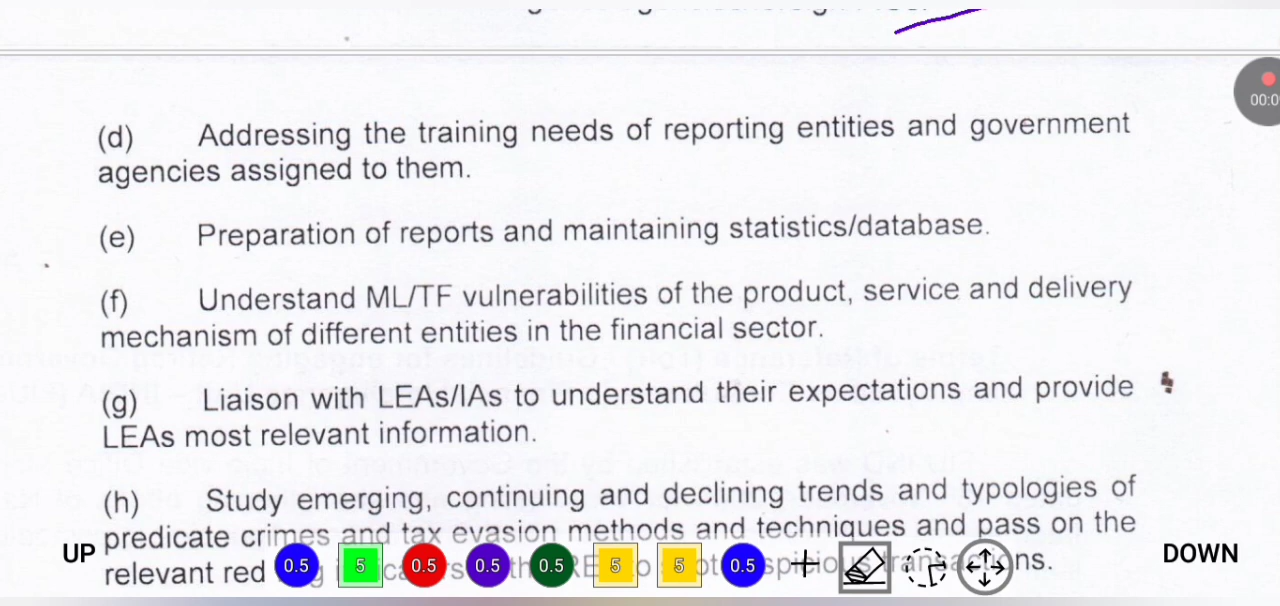 (d) Addressing the training needs of reporting entities and government
agencies assigned to them.
(e) Preparation of reports and maintaining statistics/database.
(f) Understand ML/TF vulnerabilities of the product, service and delivery
mechanism of different entities in the financial sector.
(g) Liaison with LEAs/IAs to understand their expectations and provide
LEAs most relevant information.
(h) Study emerging, continuing and declining trends and typologies of
predicate crimes and tax evasion methods and techniques and pass on the
relevant red
UP 0.5 5 0.5 0.5 0.5 5 5 0.5 DOWN
00:0